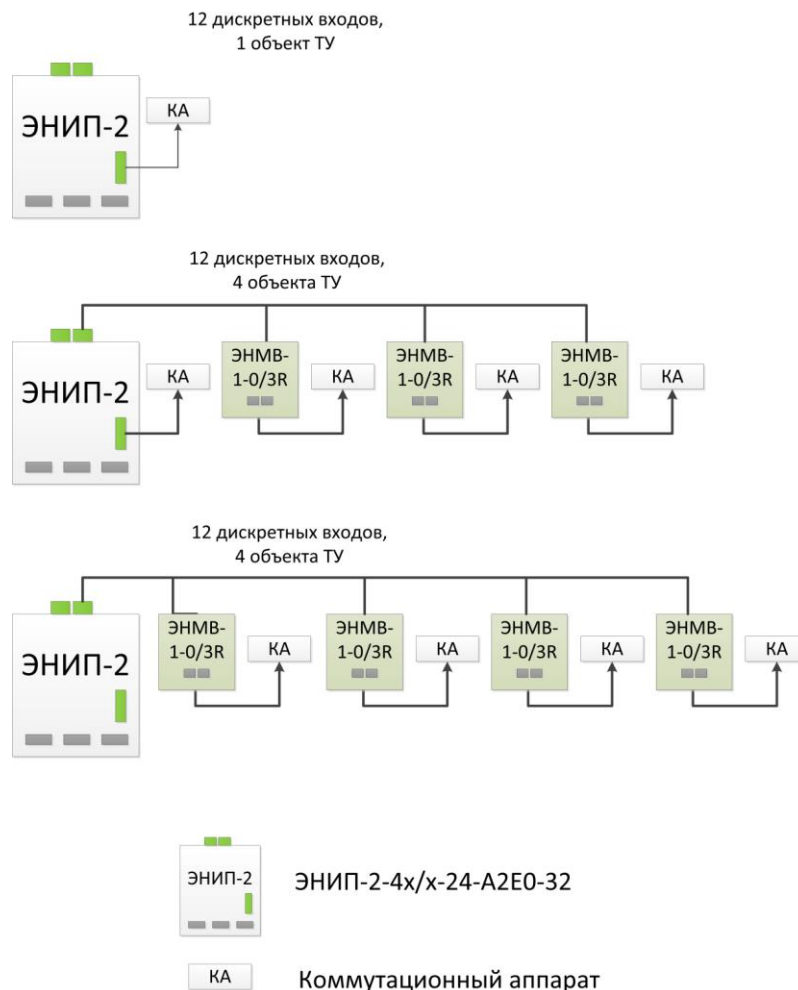 12 дискретных входов,
1 объект ТУ
ЭНИП-2
КА
12 дискретных входов,
4 объекта ТУ
ЭНИП-2
КА
ЭНМВ-
1-0/3R
КА
ЭНМВ-
1-0/3R
КА
ЭНМВ-
1-0/3R
КА
12 дискретных входов,
4 объекта ТУ
ЭНИП-2
ЭНМВ-
1-0/3R
КА
ЭНМВ-
1-0/3R
КА
ЭНМВ-
1-0/3R
КА
ЭНМВ-
1-0/3R
КА
ЭНИП-2
ЭНИП-2-4x/x-24-A2E0-32
КА
Коммутационный аппарат